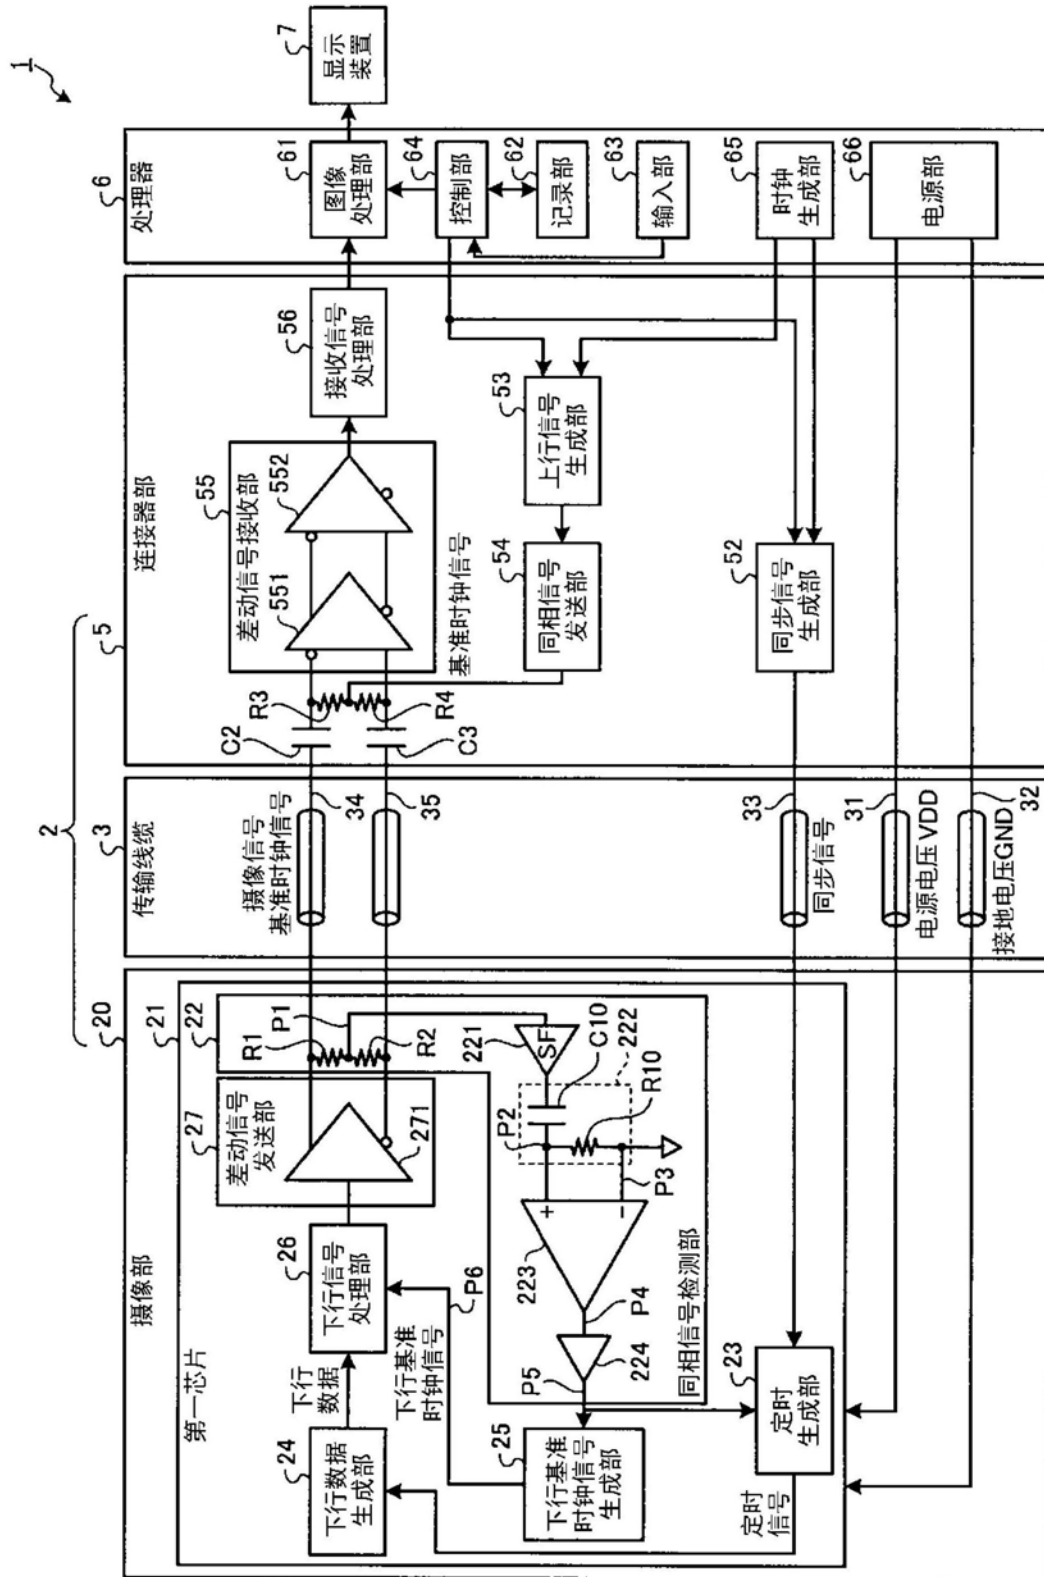 1
2
20
摄像部
21
第一芯片
22
24
下行数据
生成部
下行
数据
26
下行信号
处理部
27
差动信号
发送部
271
R1
P1
R2
下行基准
时钟信号
P6
25
下行基准
时钟信号
生成部
P5
224
P4
223
+
-
P2
P3
221
SF
C10
222
R10
同相信号检测部
23
定时
生成部
定时
信号
3
传输线缆
摄像信号
基准时钟信号
34
35
33
同步信号
31
电源电压VDD
32
接地电压GND
5
连接器部
C2
C3
R3
R4
55
差动信号接收部
551
552
基准时钟信号
56
接收信号
处理部
53
上行信号
生成部
54
同相信号
发送部
52
同步信号
生成部
6
处理器
61
图像
处理部
64
控制部
62
记录部
63
输入部
65
时钟
生成部
66
电源部
7
显示
装置